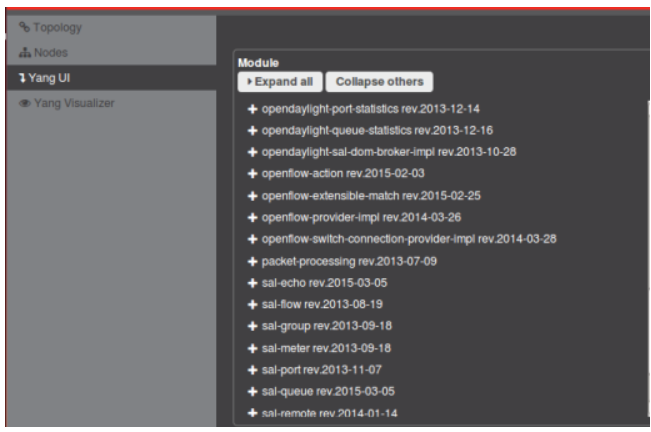 Topology
Nodes
Yang UI
Yang Visualizer
Module
Expand all
Collapse others
opendaylight-port-statistics rev.2013-12-14
opendaylight-queue-statistics rev.2013-12-16
opendaylight-sal-dom-broker-impl rev.2013-10-28
openflow-action rev.2015-02-03
openflow-extensible-match rev.2015-02-25
openflow-provider-impl rev.2014-03-26
openflow-switch-connection-provider-impl rev.2014-03-28
packet-processing rev.2013-07-09
sal-echo rev.2015-03-05
sal-flow rev.2013-08-19
sal-group rev.2013-09-18
sal-meter rev.2013-09-18
sal-port rev.2013-11-07
sal-queue rev.2015-03-05
sal-remote rev.2014-01-14